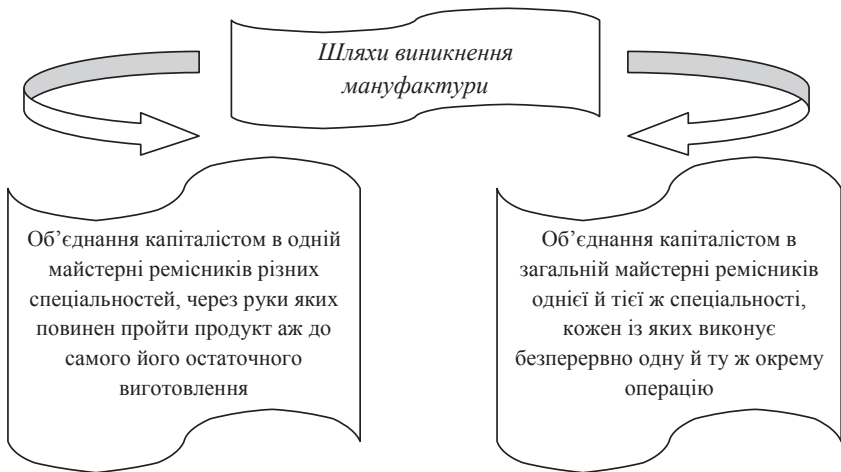 Шляхи виникнення
мануфактури
Об’єднання капіталістом в одній
майстерні ремісників різних
спеціальностей, через руки яких
повинен пройти продукт аж до
самого його остаточного
виготовлення
Об’єднання капіталістом в
загальній майстерні ремісників
однієї й тієї ж спеціальності,
кожен із яких виконує
безперервно одну й ту ж окрему
операцію